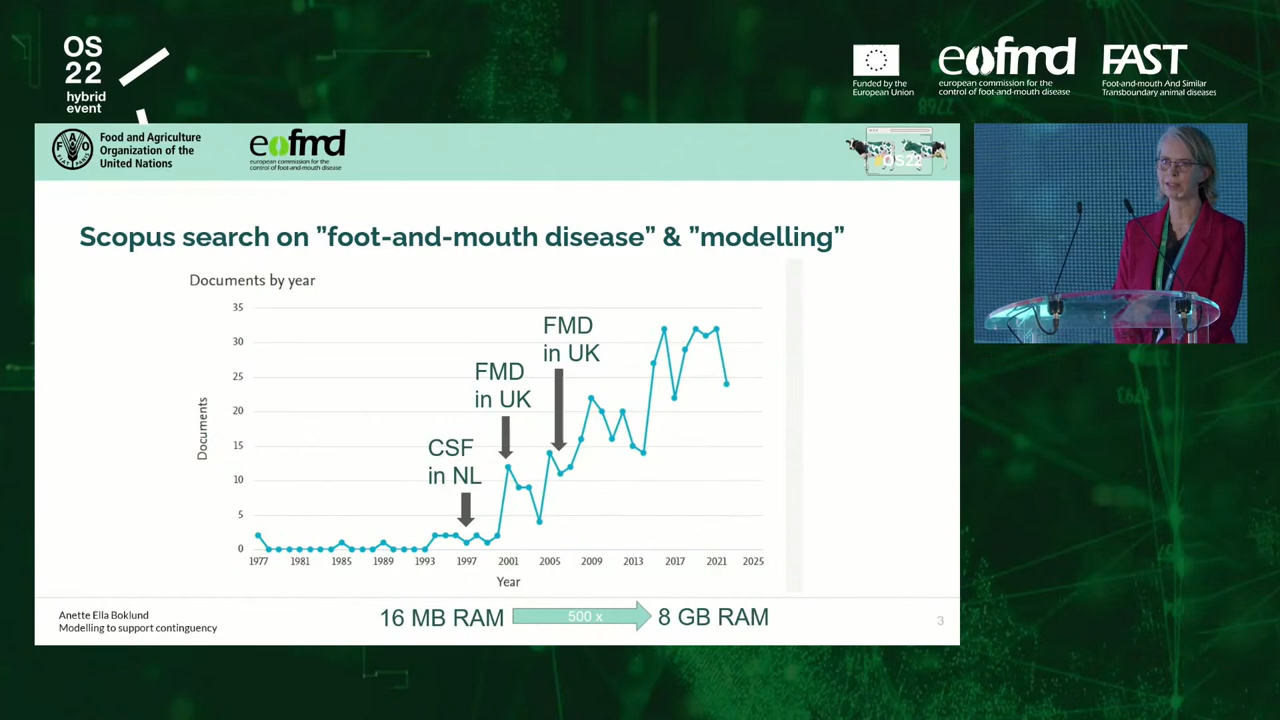 OS
22
hybrid
event
Funded by the
European Union
eofmd
european commission for the
control of foot-and-mouth disease
FAST
Foot-and-mouth And Similar
Transboundary animal diseases
Food and Agriculture
Organization of the
United Nations
eofmd
european commission for the
control of foot-and-mouth disease
OS22
Scopus search on ”foot-and-mouth disease” & ”modelling”
Documents by year
35
30
25
20
15
10
5
0
Documents
FMD
in UK
FMD
in UK
CSF
in NL
1977 1981 1985 1989 1993 1997 2001 2005 2009 2013 2017 2021 2025
Year
Anette Ella Boklund
Modelling to support continguency
16 MB RAM 500 x 8 GB RAM
3